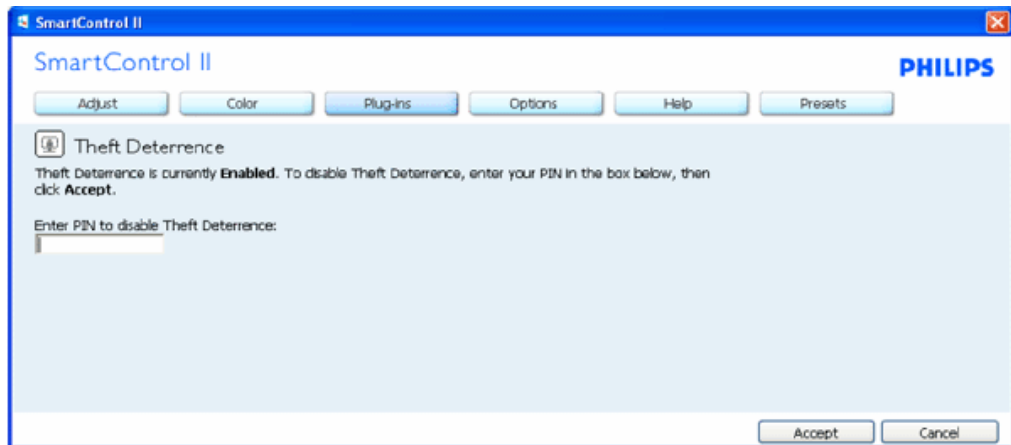 SmartControl II
SmartControl II
PHILIPS
Adjust Color Plug-ins Options Help Presets
Theft Deterrence
Theft Deterrence is currently Enabled. To disable Theft Deterrence, enter your PIN in the box below, then
click Accept.
Enter PIN to disable Theft Deterrence:
Accept Cancel